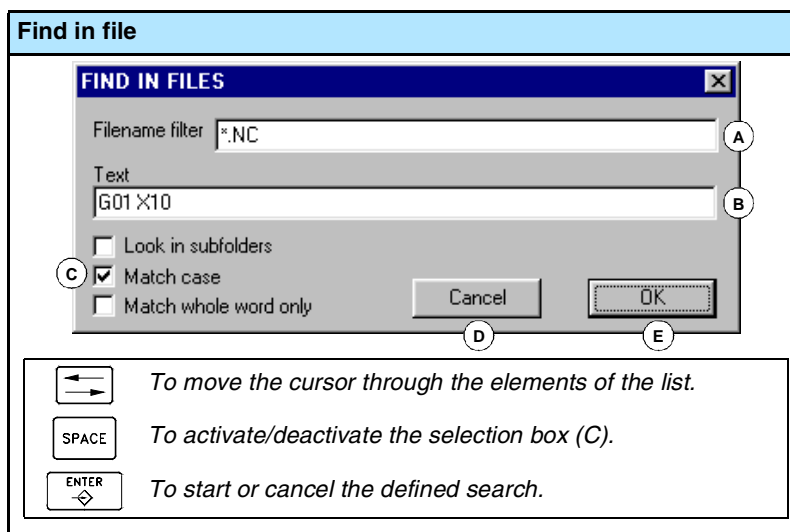 Find in file
FIND IN FILES
Filename filter *.NC
A
Text
G01 X10
B
Look in subfolders
C Match case
Match whole word only
Cancel
OK
D
E
To move the cursor through the elements of the list.
SPACE To activate/deactivate the selection box (C).
ENTER To start or cancel the defined search.